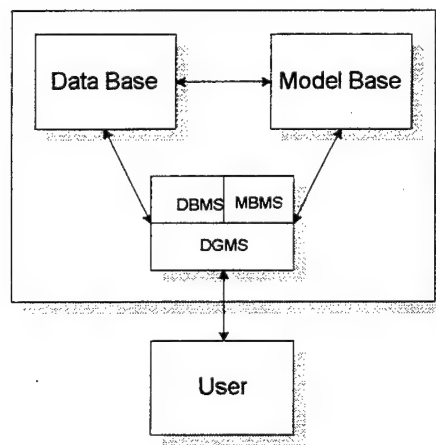 Data Base
Model Base
DBMS
MBMS
DGMS
User